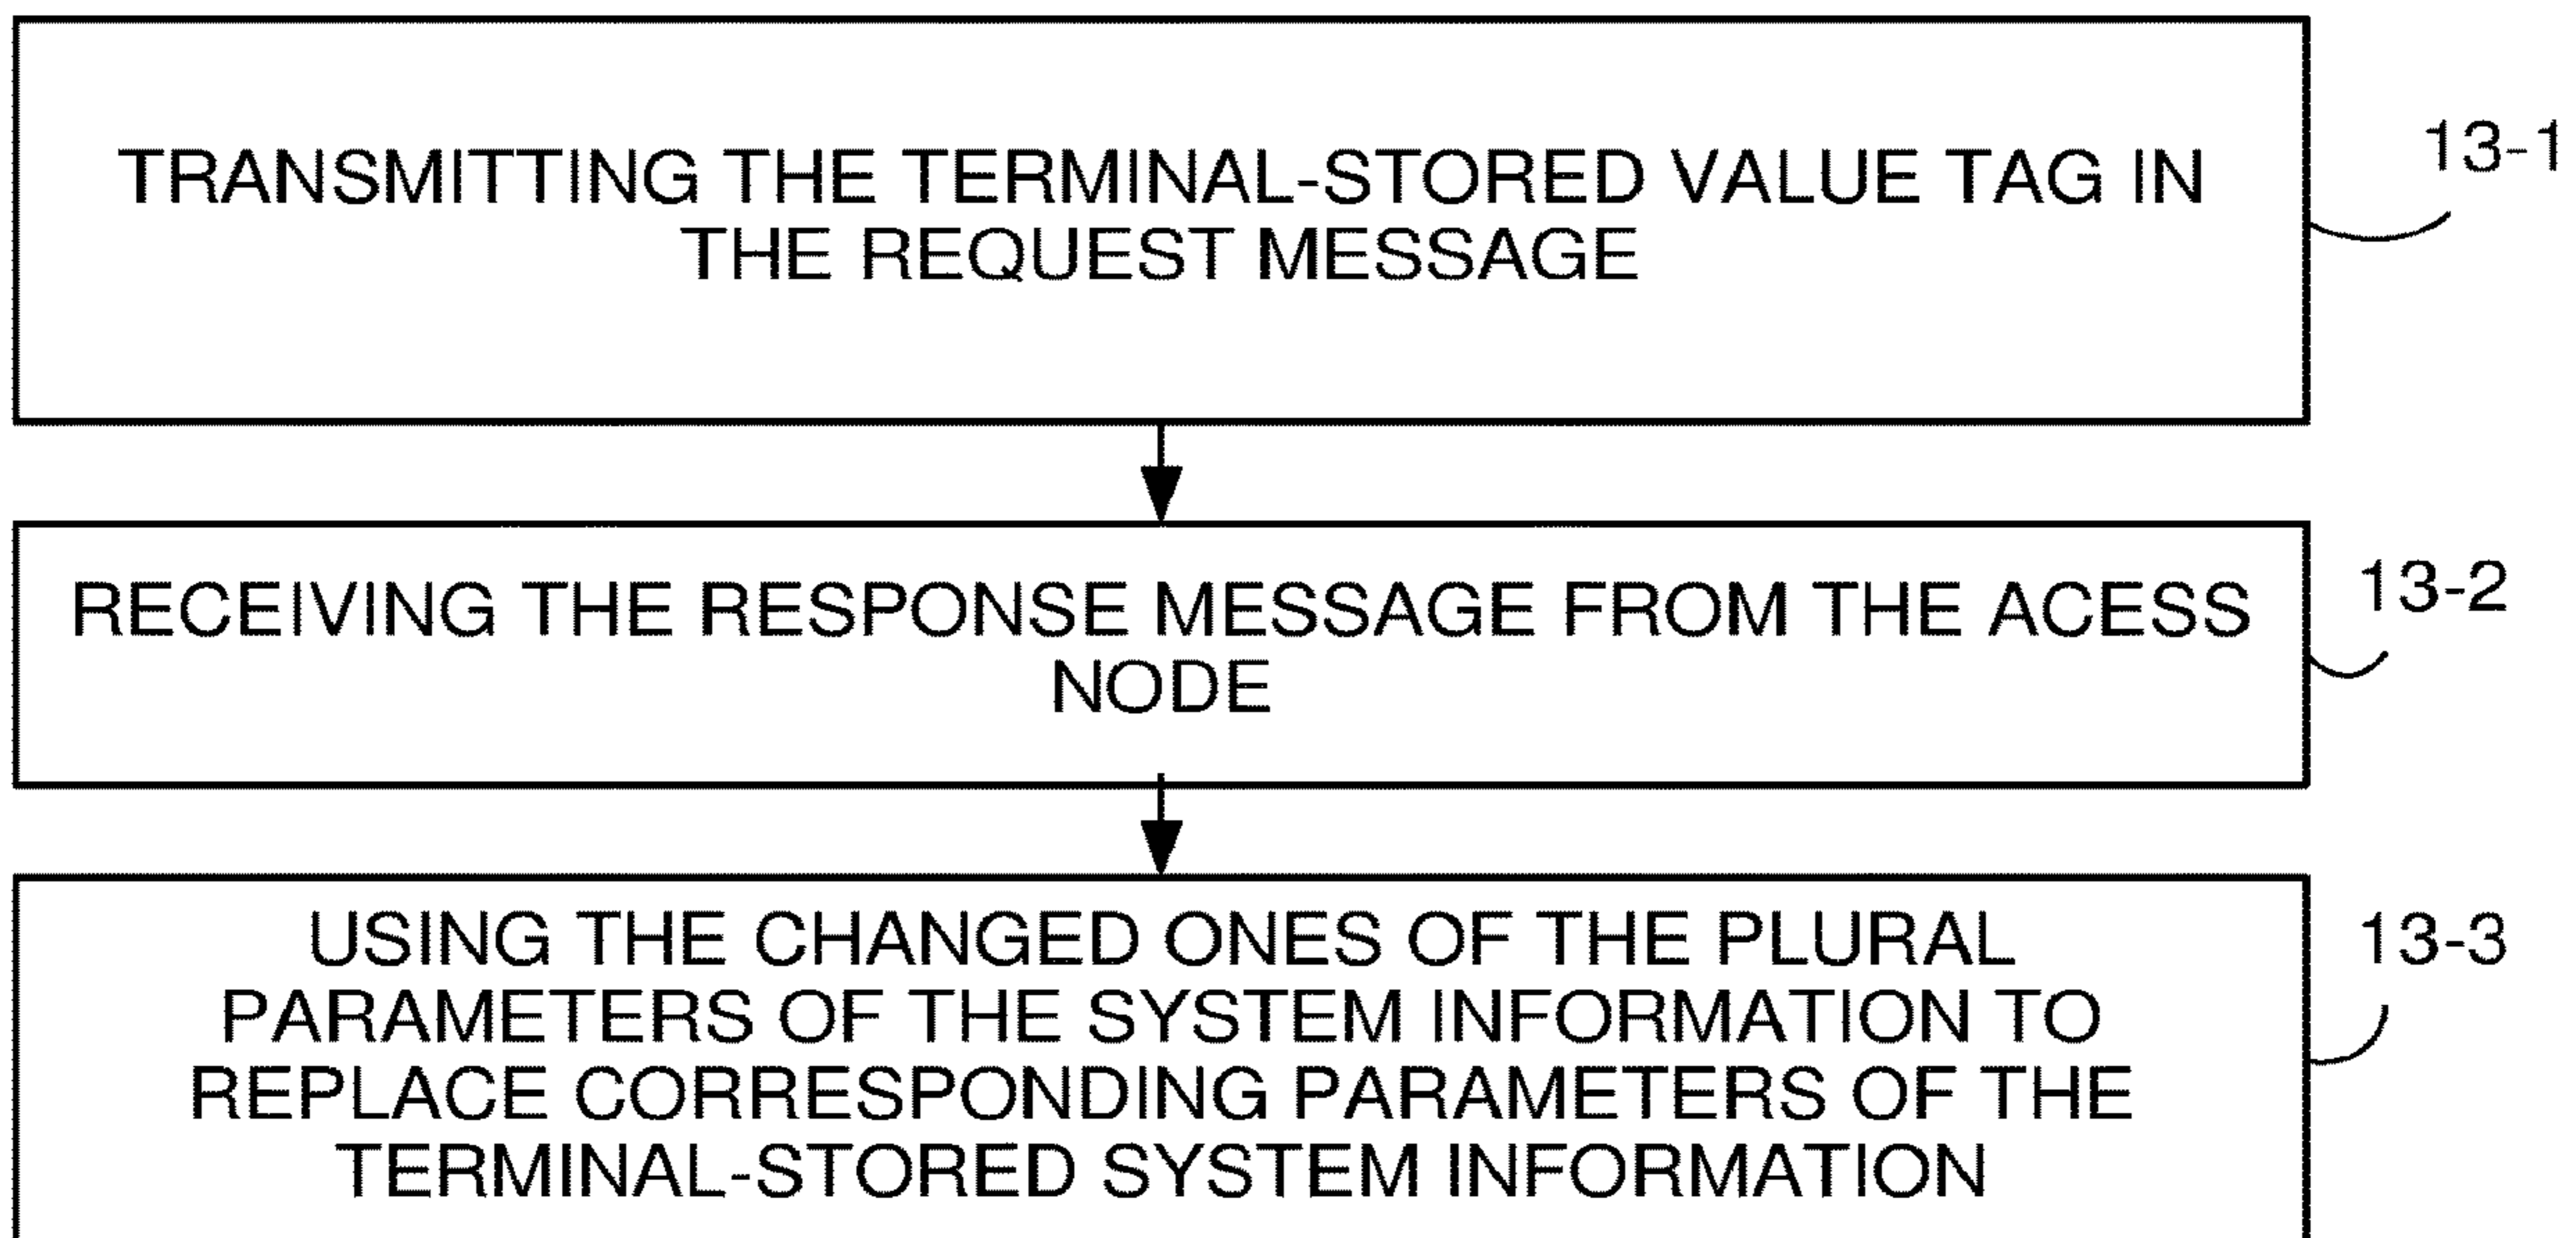 TRANSMITTING THE TERMINAL-STORED VALUE TAG IN
THE REQUEST MESSAGE
13-1
RECEIVING THE RESPONSE MESSAGE FROM THE ACESS
NODE
13-2
USING THE CHANGED ONES OF THE PLURAL
PARAMETERS OF THE SYSTEM INFORMATION TO
REPLACE CORRESPONDING PARAMETERS OF THE
TERMINAL-STORED SYSTEM INFORMATION
13-3